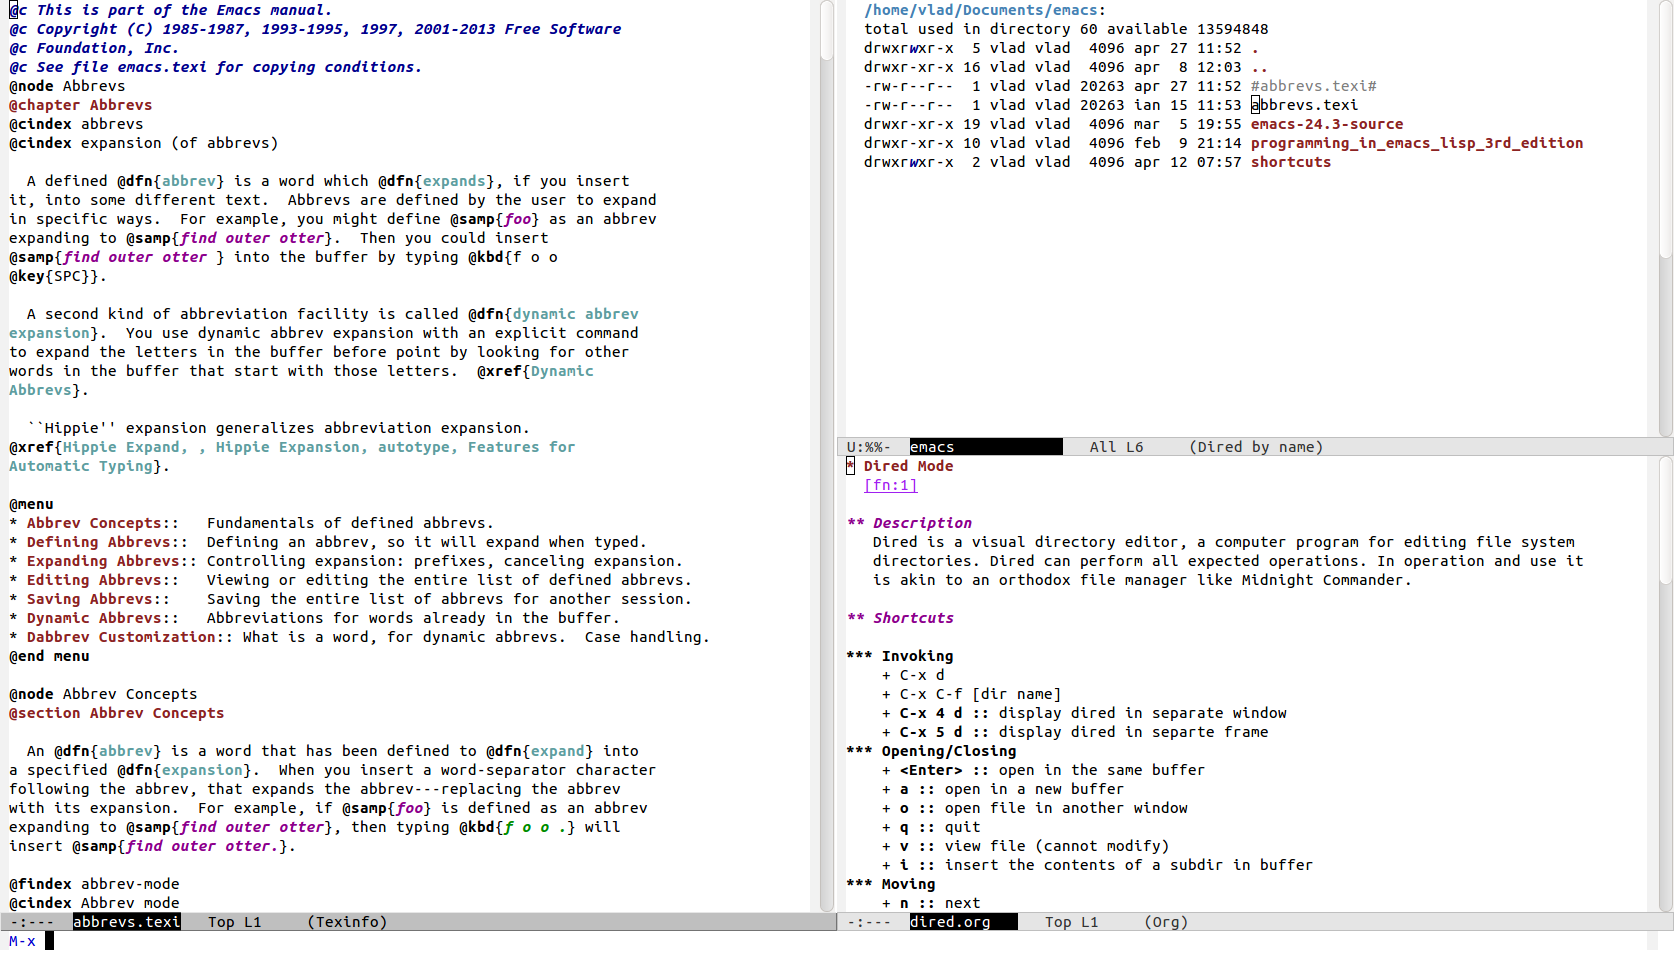 @c This is part of the Emacs manual.
@c Copyright (C) 1985-1987, 1993-1995, 1997, 2001-2013 Free Software
@c Foundation, Inc.
@c See file emacs.texi for copying conditions.
@node Abbrevs
@chapter Abbrevs
@cindex abbrevs
@cindex expansion (of abbrevs)

  A defined @dfn{abbrev} is a word which @dfn{expands}, if you insert
it, into some different text.  Abbrevs are defined by the user to expand
in specific ways.  For example, you might define @samp{foo} as an abbrev
expanding to @samp{find outer otter}.  Then you could insert
@samp{find outer otter } into the buffer by typing @kbd{f o o
@key{SPC}}.

  A second kind of abbreviation facility is called @dfn{dynamic abbrev
expansion}.  You use dynamic abbrev expansion with an explicit command
to expand the letters in the buffer before point by looking for other
words in the buffer that start with those letters.  @xref{Dynamic
Abbrevs}.

  ``Hippie'' expansion generalizes abbreviation expansion.
@xref{Hippie Expand, , Hippie Expansion, autotype, Features for
Automatic Typing}.

@menu
* Abbrev Concepts::   Fundamentals of defined abbrevs.
* Defining Abbrevs::  Defining an abbrev, so it will expand when typed.
* Expanding Abbrevs:: Controlling expansion: prefixes, canceling expansion.
* Editing Abbrevs::   Viewing or editing the entire list of defined abbrevs.
* Saving Abbrevs::    Saving the entire list of abbrevs for another session.
* Dynamic Abbrevs::   Abbreviations for words already in the buffer.
* Dabbrev Customization:: What is a word, for dynamic abbrevs.  Case handling.
@end menu

@node Abbrev Concepts
@section Abbrev Concepts

  An @dfn{abbrev} is a word that has been defined to @dfn{expand} into
a specified @dfn{expansion}.  When you insert a word-separator character
following the abbrev, that expands the abbrev---replacing the abbrev
with its expansion.  For example, if @samp{foo} is defined as an abbrev
expanding to @samp{find outer otter}, then typing @kbd{f o o .} will
insert @samp{find outer otter.}.

@findex abbrev-mode
@cindex Abbrev mode
-:---  abbrevs.texi   Top L1     (Texinfo)
/home/vlad/Documents/emacs:
total used in directory 60 available 13594848
drwxrwxr-x  5 vlad vlad  4096 apr 27 11:52 .
drwxr-xr-x 16 vlad vlad  4096 apr  8 12:03 ..
-rw-r--r--  1 vlad vlad 20263 apr 27 11:52 #abbrevs.texi#
-rw-r--r--  1 vlad vlad 20263 ian 15 11:53 abbrevs.texi
drwxr-xr-x 19 vlad vlad  4096 mar  5 19:55 emacs-24.3-source
drwxr-xr-x 10 vlad vlad  4096 feb  9 21:14 programming_in_emacs_lisp_3rd_edition
drwxrwxr-x  2 vlad vlad  4096 apr 12 07:57 shortcuts
U:%%-  emacs   All L6     (Dired by name)
* Dired Mode
  [fn:1]

** Description
   Dired is a visual directory editor, a computer program for editing file system
   directories. Dired can perform all expected operations. In operation and use it
   is akin to an orthodox file manager like Midnight Commander.

** Shortcuts

*** Invoking
    + C-x d
    + C-x C-f [dir name]
    + C-x 4 d :: display dired in separate window
    + C-x 5 d :: display dired in separte frame
*** Opening/Closing
    + <Enter> :: open in the same buffer
    + a :: open in a new buffer
    + o :: open file in another window
    + q :: quit
    + v :: view file (cannot modify)
    + i :: insert the contents of a subdir in buffer
*** Moving
    + n :: next
-:---  dired.org   Top L1     (Org)
M-x